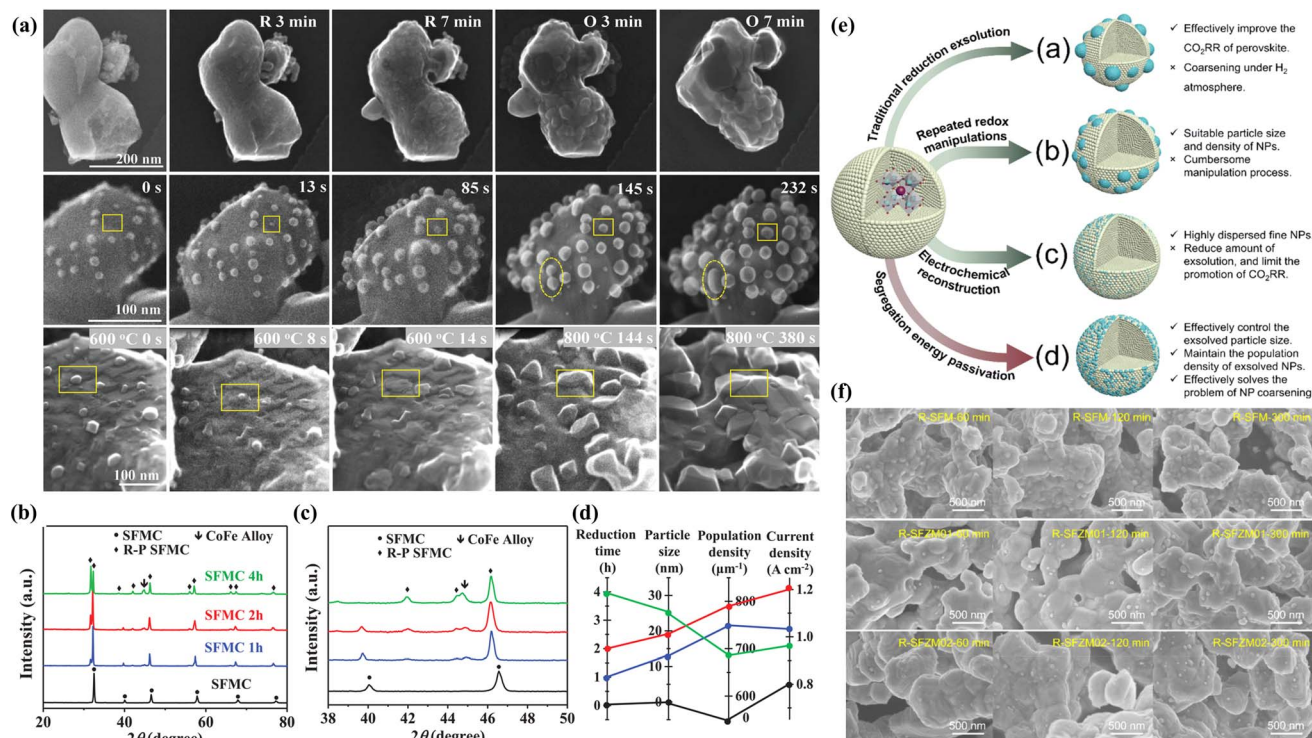 (a)
R 3 min
R 7 min
O 3 min
O 7 min
200 nm
0 s
13 s
85 s
145 s
232 s
100 nm
600 °C 0 s
600 °C 8 s
600 °C 14 s
800 °C 144 s
800 °C 380 s
100 nm
(b)
SFMC
CoFe Alloy
R-P SFMC
SFMC 4h
SFMC 2h
SFMC 1h
SFMC
Intensity (a.u.)
20
40
60
80
2θ (degree)
(c)
SFMC
CoFe Alloy
R-P SFMC
Intensity (a.u.)
38
40
42
44
46
48
50
2θ (degree)
(d)
Reduction time (h)
Particle size (nm)
Population density (μm⁻¹)
Current density (A cm⁻²)
4
3
2
1
0
30
20
10
0
800
700
600
0
1.2
1.0
0.8
(e)
Traditional reduction exsolution
Repeated redox
manipulations
Electrochemical
reconstruction
Segregation energy passivation
(a)
✓ Effectively improve the
CO₂RR of perovskite.
× Coarsening under H₂
atmosphere.
(b)
✓ Suitable particle size
and density of NPs.
× Cumbersome
manipulation process.
(c)
✓ Highly dispersed fine NPs
× Reduce amount of
exsolution, and limit the
promotion of CO₂RR.
(d)
✓ Effectively control the
exsolved particle size.
✓ Maintain the population
density of exsolved NPs.
✓ Effectively solves the
problem of NP coarsening
(f)
R-SFM-60 min
R-SFM-120 min
R-SFM-300 min
500 nm
500 nm
500 nm
R-SFZM01-60 min
R-SFZM01-120 min
R-SFZM01-300 min
500 nm
500 nm
500 nm
R-SFZM02-60 min
R-SFZM02-120 min
R-SFZM02-300 min
500 nm
500 nm
500 nm